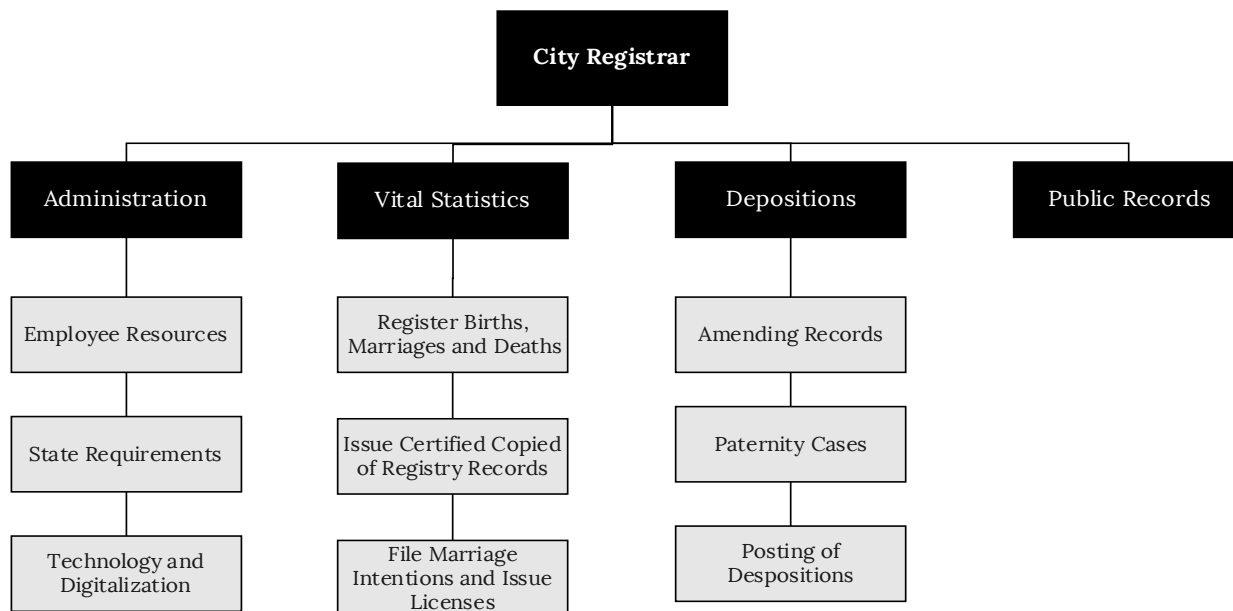 City Registrar
Administration
Vital Statistics
Depositions
Public Records
Employee Resources
Register Births,
Marriages and Deaths
Amending Records
State Requirements
Issue Certified Copied
of Registry Records
Paternity Cases
Technology and
Digitalization
File Marriage
Intentions and Issue
Licenses
Posting of
Despositions